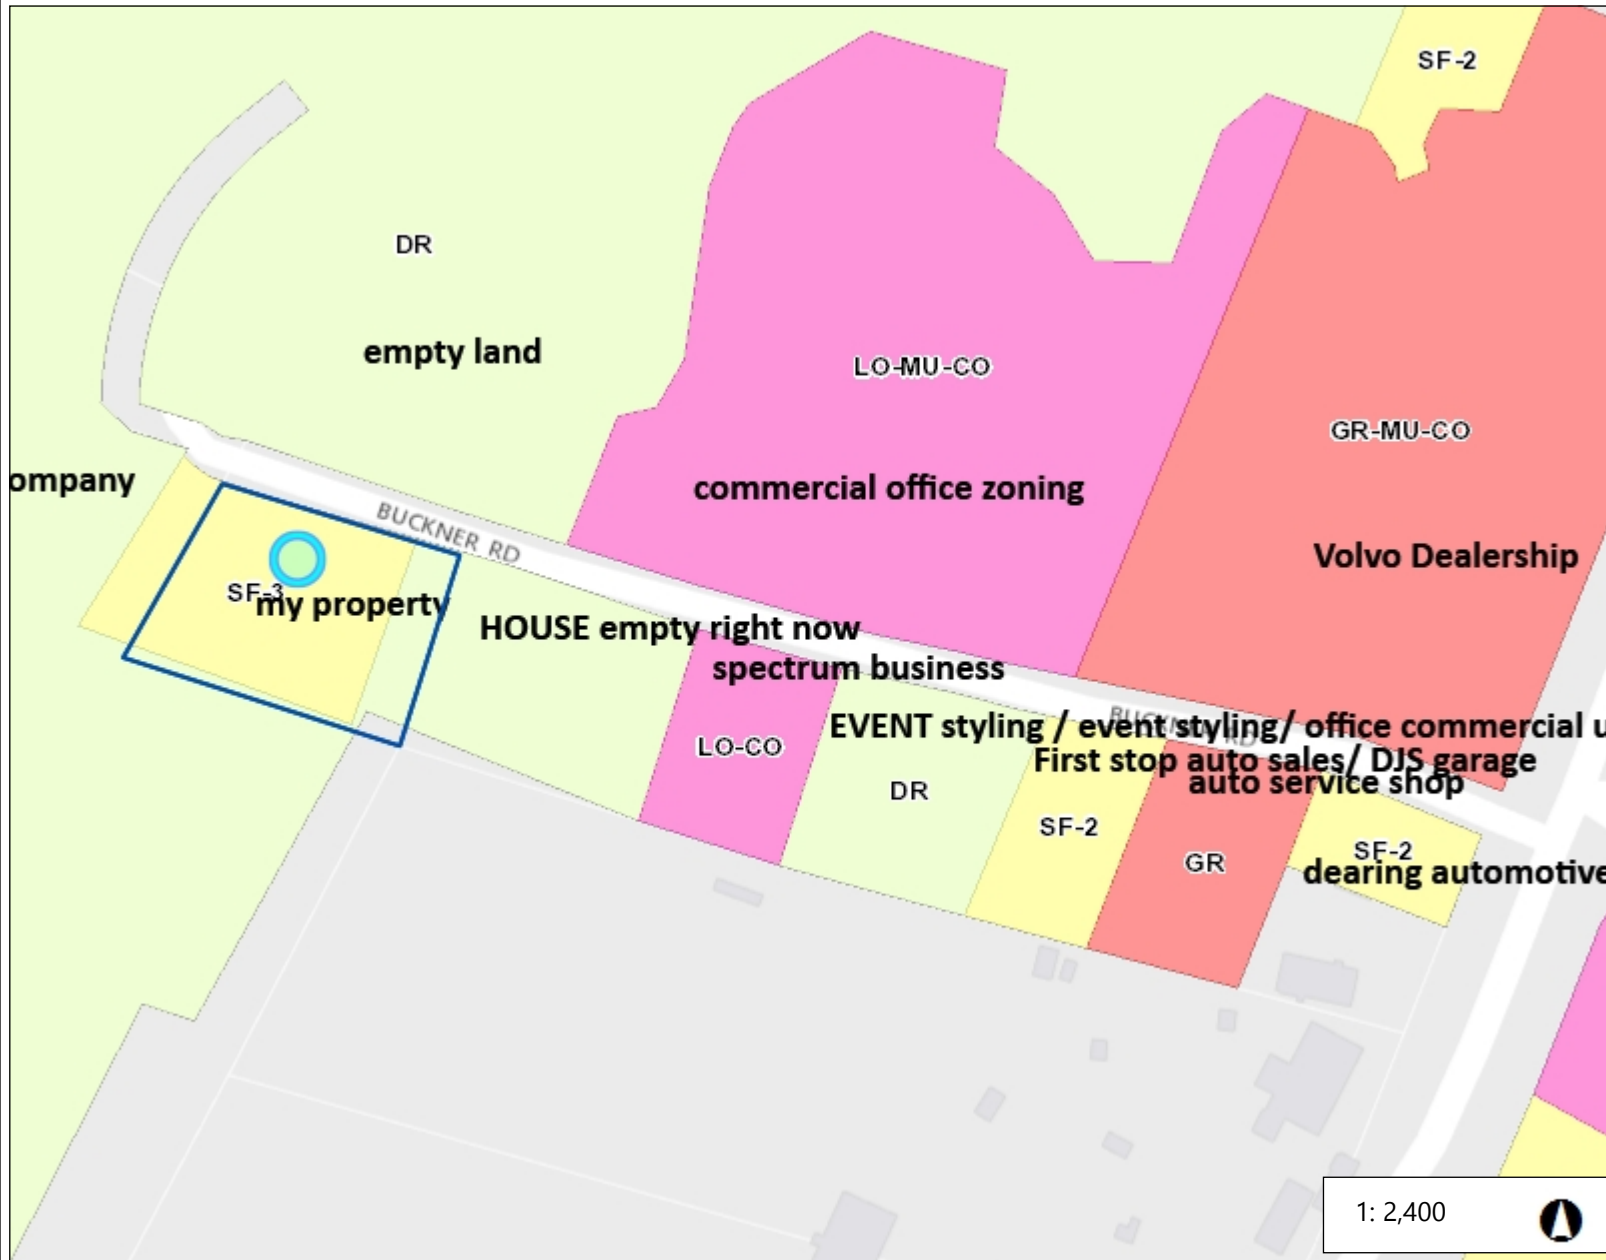 SF-2
DR
empty land
LO-MU-CO
GR-MU-CO
ompany
commercial office zoning
BUCKNER RD
Volvo Dealership
SF-3
my property
HOUSE empty right now
spectrum business
BUCKNER RD
EVENT styling / event styling/ office commercial u
LO-CO
First stop auto sales/ DJS garage
auto service shop
DR
SF-2
SF-2
GR
dearing automotive
1: 2,400